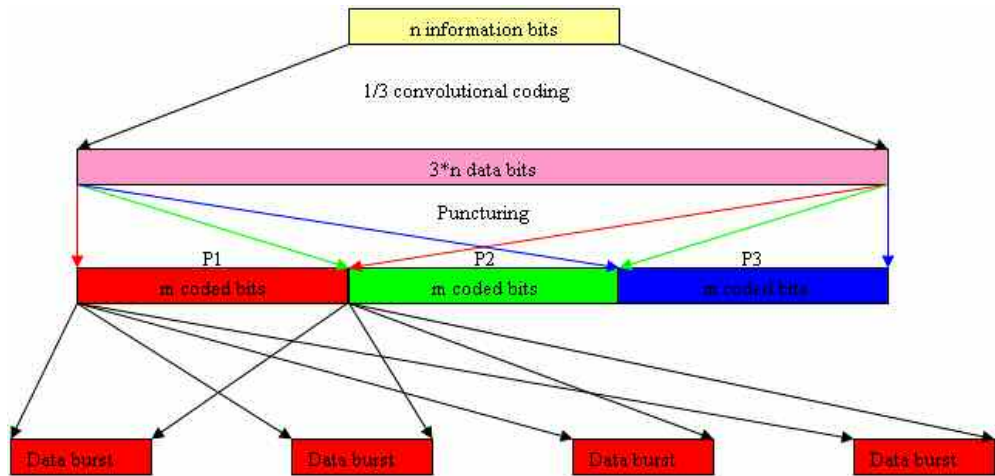 n information bits
1/3 convolutional coding
3*n data bits
Puncturing
P1 P2 P3
m coded bits m coded bits m coded bits
Data burst Data burst Data burst Data burst